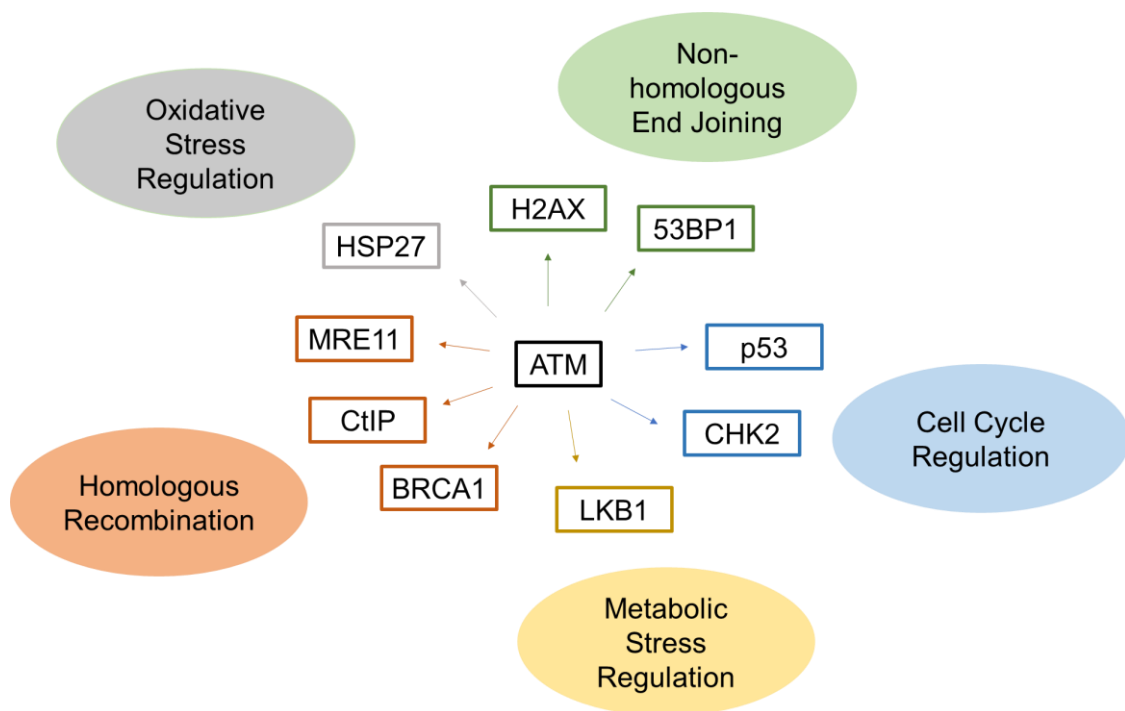 Non-
homologous
End Joining
Oxidative
Stress
Regulation
H2AX
53BP1
HSP27
MRE11
ATM
p53
CtIP
CHK2
BRCA1
LKB1
Cell Cycle
Regulation
Homologous
Recombination
Metabolic
Stress
Regulation